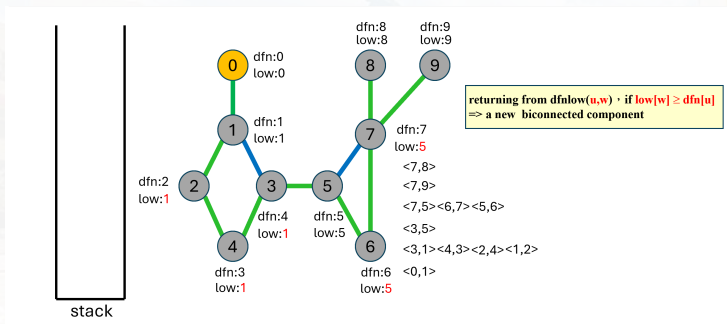 dfn:8
low:8
dfn:9
low:9
dfn:0
low:0
0
8
9
returning from dfnlow(u,w)，if low[w] ≥ dfn[u]
=> a new  biconnected component
dfn:1
low:1
1
7
dfn:7
low:5
<7,8>
dfn:2
low:1
2
3
5
<7,9>
<7,5><6,7><5,6>
dfn:4
low:1
dfn:5
low:5
<3,5>
4
6
<3,1><4,3><2,4><1,2>
dfn:3
low:1
dfn:6
low:5
<0,1>
stack